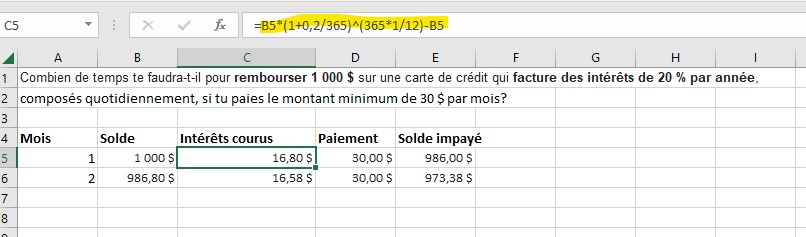 C5 fx =B5*(1+0,2/365)^(365*1/12)-B5
A B C D E F G H I
1 Combien de temps te faudra-t-il pour rembourser 1 000 $ sur une carte de crédit qui facture des intérêts de 20 % par année,
2 composés quotidiennement, si tu paies le montant minimum de 30 $ par mois?
3
4 Mois Solde Intérêts courus Paiement Solde impayé
5 1 1 000 $ 16,80 $ 30,00 $ 986,00 $
6 2 986,80 $ 16,58 $ 30,00 $ 973,38 $
7
8